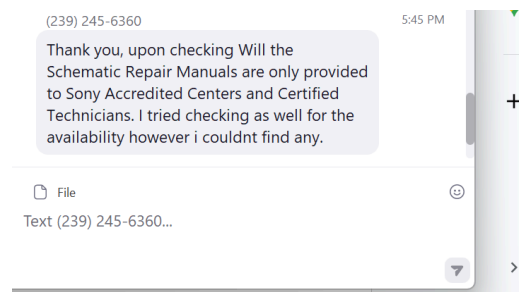 (239) 245-6360 5:45 PM
Thank you, upon checking Will the
Schematic Repair Manuals are only provided
to Sony Accredited Centers and Certified
Technicians. I tried checking as well for the
availability however i couldnt find any.
File
Text (239) 245-6360...